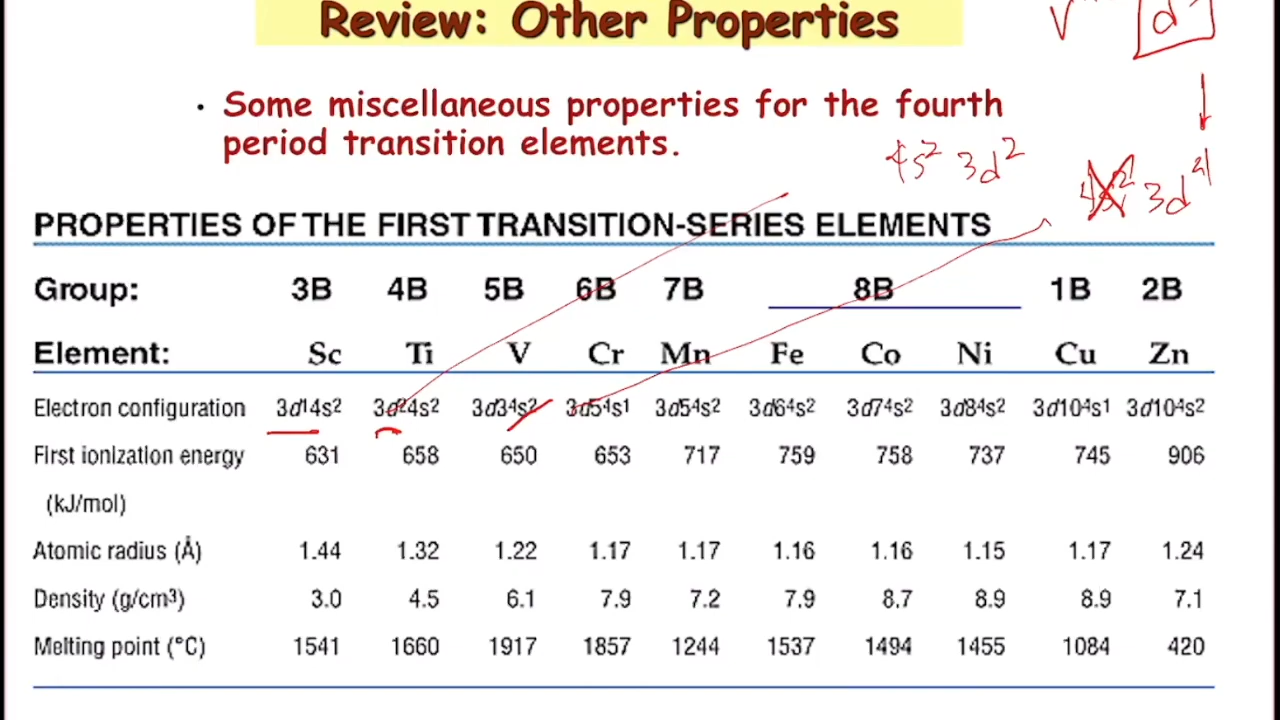 Review: Other Properties
• Some miscellaneous properties for the fourth
period transition elements.
4s² 3d²
3d⁴
PROPERTIES OF THE FIRST TRANSITION-SERIES ELEMENTS
Group: 3B 4B 5B 6B 7B 8B 1B 2B
Element: Sc Ti V Cr Mn Fe Co Ni Cu Zn
Electron configuration 3d¹4s² 3d²4s² 3d3⁴s² 3d5⁴s¹ 3d5⁴s² 3d6⁴s² 3d7⁴s² 3d8⁴s² 3d10⁴s¹ 3d10⁴s²
First ionization energy 631 658 650 653 717 759 758 737 745 906
(kJ/mol)
Atomic radius (Å) 1.44 1.32 1.22 1.17 1.17 1.16 1.16 1.15 1.17 1.24
Density (g/cm³) 3.0 4.5 6.1 7.9 7.2 7.9 8.7 8.9 8.9 7.1
Melting point (°C) 1541 1660 1917 1857 1244 1537 1494 1455 1084 420